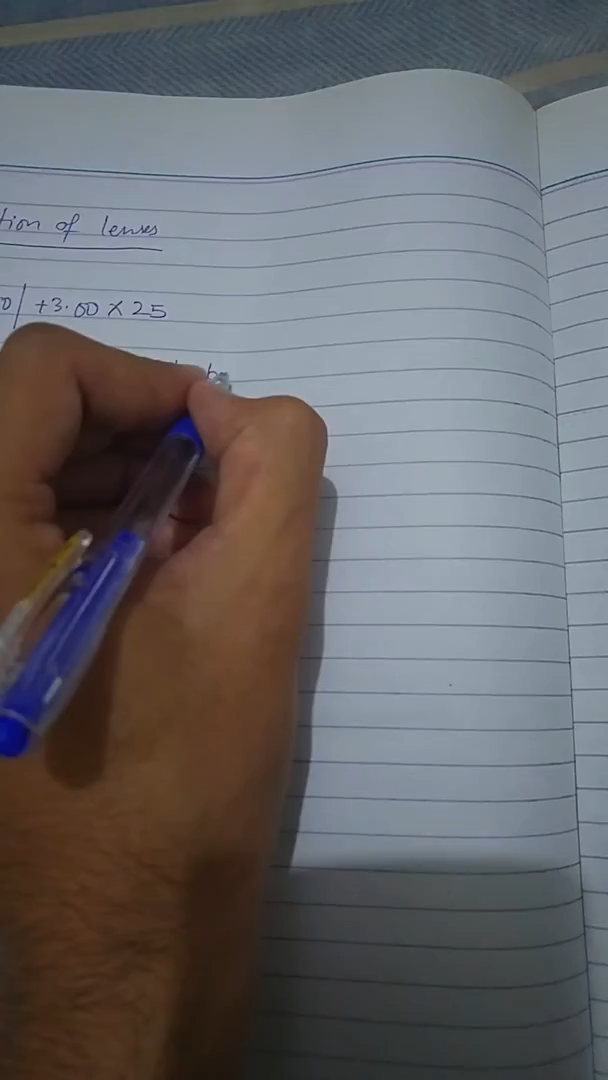 tion of lenses
0/ +3.00 × 25